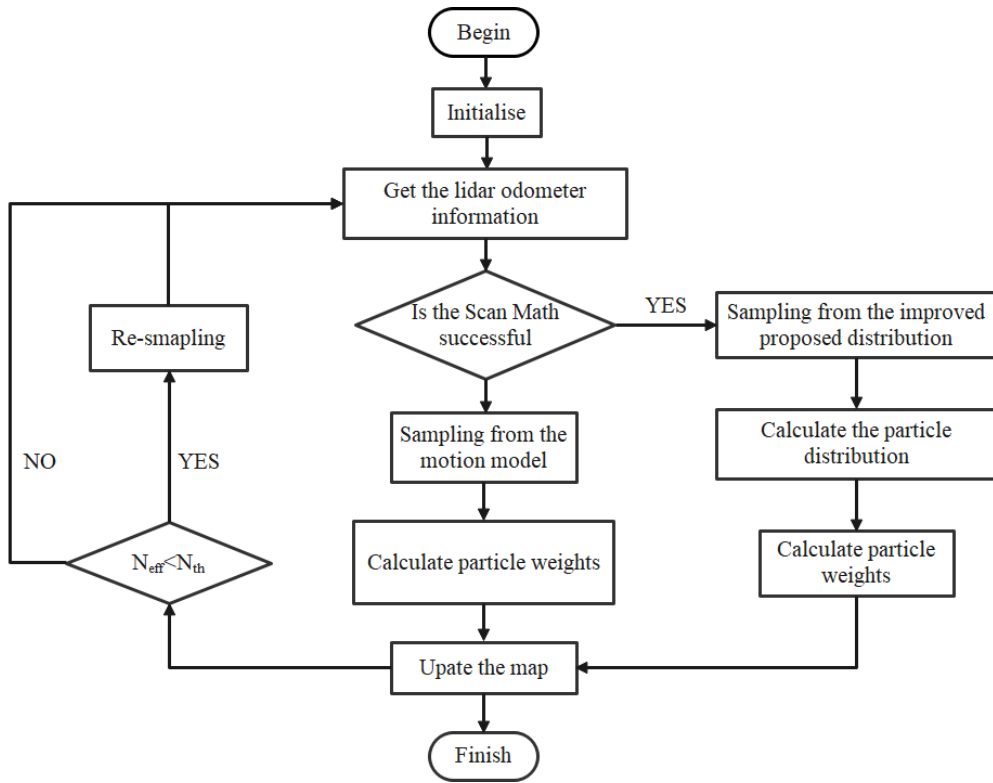 Begin
Initialise
Get the lidar odometer
information
Is the Scan Math
successful
YES
Sampling from the improved
proposed distribution
Re-smapling
Sampling from the
motion model
Calculate the particle
distribution
NO
YES
N_eff<N_th
Calculate particle weights
Calculate particle
weights
Upate the map
Finish